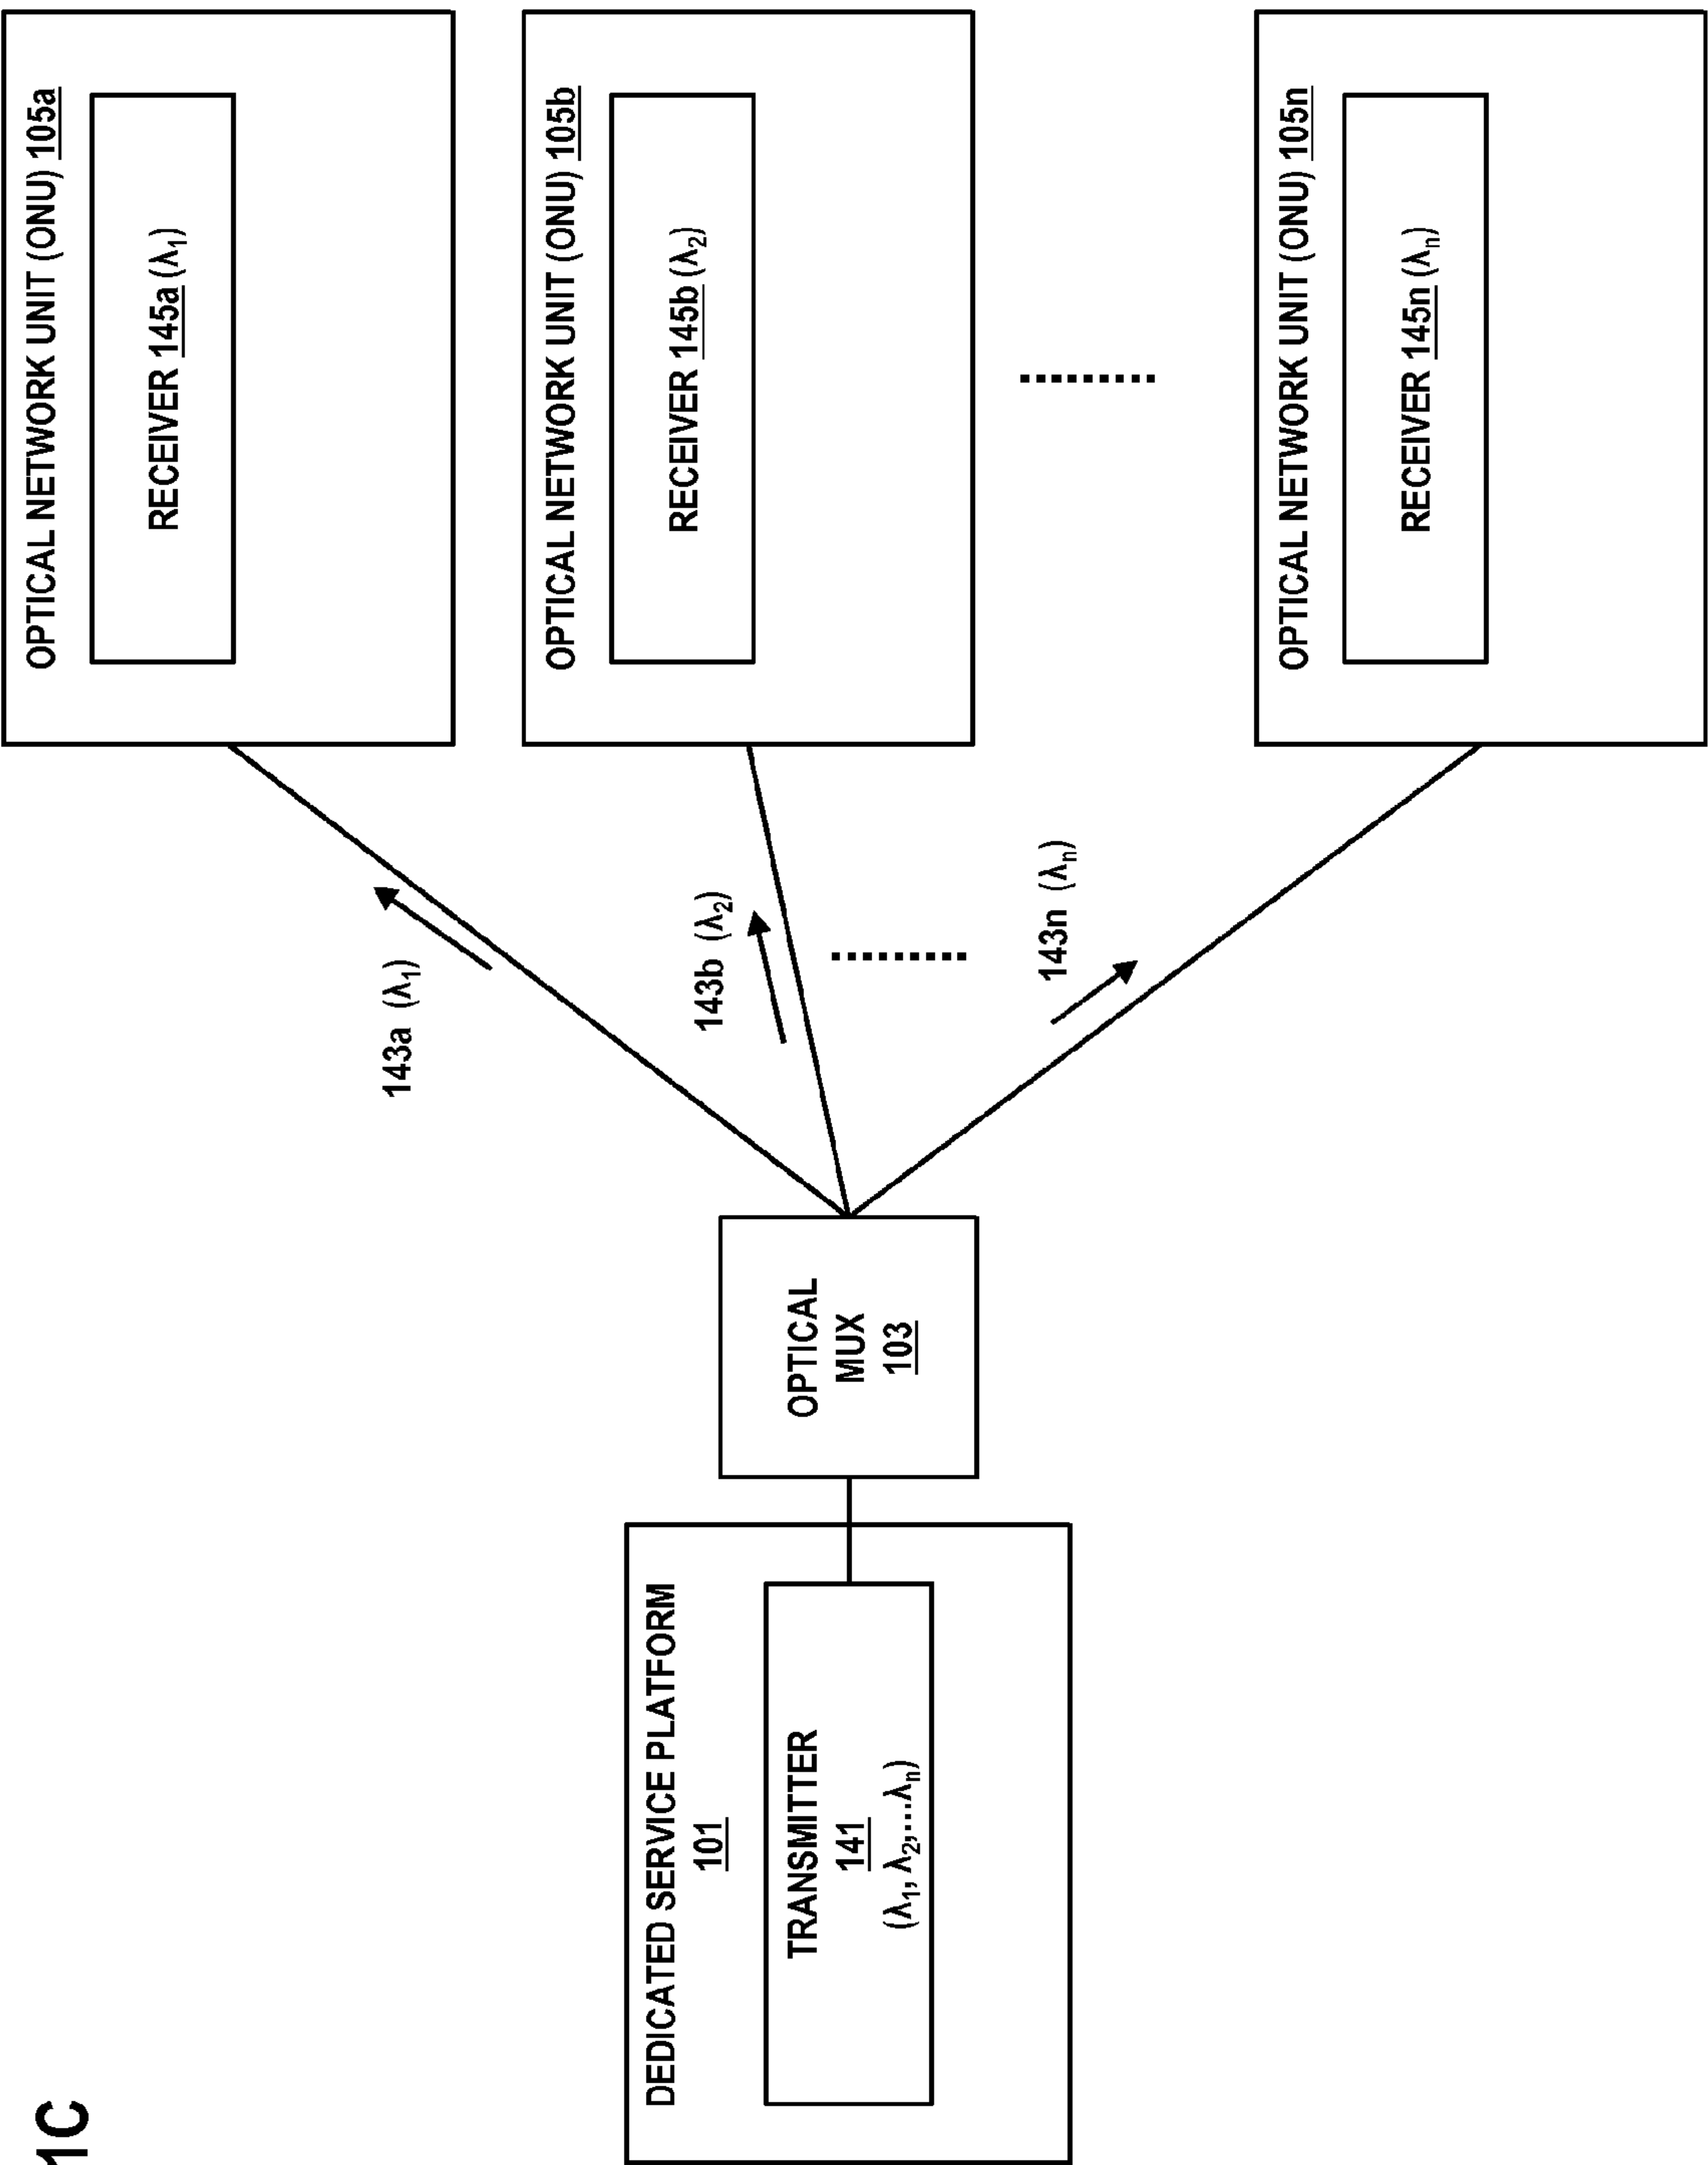 1C
DEDICATED SERVICE PLATFORM
101
TRANSMITTER
141
(λ₁, λ₂,...λₙ)
OPTICAL
MUX
103
143a (λ₁)
143b (λ₂)
143n (λₙ)
OPTICAL NETWORK UNIT (ONU) 105a
RECEIVER 145a (λ₁)
OPTICAL NETWORK UNIT (ONU) 105b
RECEIVER 145b (λ₂)
OPTICAL NETWORK UNIT (ONU) 105n
RECEIVER 145n (λₙ)